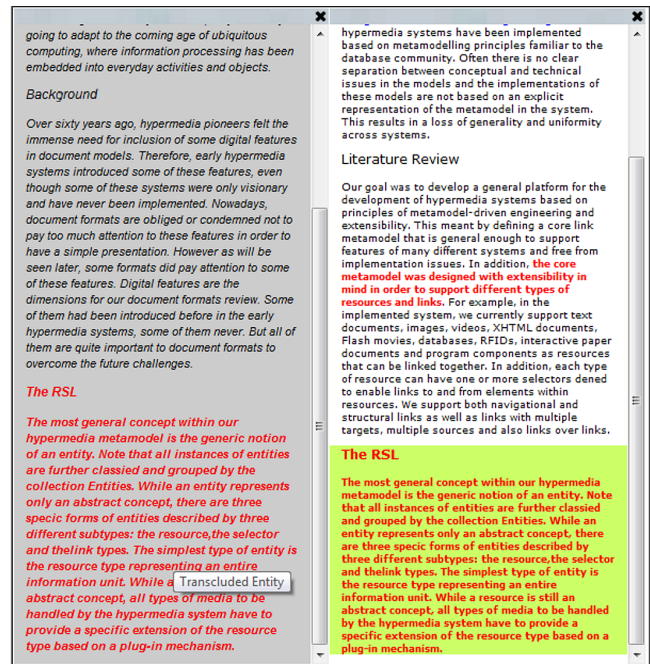 going to adapt to the coming age of ubiquitous
computing, where information processing has been
embedded into everyday activities and objects.
Background
Over sixty years ago, hypermedia pioneers felt the
immense need for inclusion of some digital features
in document models. Therefore, early hypermedia
systems introduced some of these features, even
though some of these systems were only visionary
and have never been implemented. Nowadays,
document formats are obliged or condemned not to
pay too much attention to these features in order to
have a simple presentation. However as will be
seen later, some formats did pay attention to some
of these features. Digital features are the
dimensions for our document formats review. Some
of them had been introduced before in the early
hypermedia systems, some of them never. But all of
them are quite important to document formats to
overcome the future challenges.
The RSL
The most general concept within our
hypermedia metamodel is the generic notion
of an entity. Note that all instances of entities
are further classied and grouped by the
collection Entities. While an entity represents
only an abstract concept, there are three
specic forms of entities described by three
different subtypes: the resource,the selector
and thelink types. The simplest type of entity is
the resource type representing an entire
information unit. While a
Transcluded Entity
abstract concept, all types of media to be
handled by the hypermedia system have to
provide a specific extension of the resource
type based on a plug-in mechanism.
hypermedia systems have been implemented
based on metamodelling principles familiar to the
database community. Often there is no clear
separation between conceptual and technical
issues in the models and the implementations of
these models are not based on an explicit
representation of the metamodel in the system.
This results in a loss of generality and uniformity
across systems.
Literature Review
Our goal was to develop a general platform for the
development of hypermedia systems based on
principles of metamodel-driven engineering and
extensibility. This meant by defining a core link
metamodel that is general enough to support
features of many different systems and free from
implementation issues. In addition, the core
metamodel was designed with extensibility in
mind in order to support different types of
resources and links. For example, in the
implemented system, we currently support text
documents, images, videos, XHTML documents,
Flash movies, databases, RFIDs, interactive paper
documents and program components as resources
that can be linked together. In addition, each type
of resource can have one or more selectors dened
to enable links to and from elements within
resources. We support both navigational and
structural links as well as links with multiple
targets, multiple sources and also links over links.
The RSL
The most general concept within our hypermedia
metamodel is the generic notion of an entity. Note
that all instances of entities are further classied
and grouped by the collection Entities. While an
entity represents only an abstract concept, there
are three specic forms of entities described by
three different subtypes: the resource,the selector
and thelink types. The simplest type of entity is
the resource type representing an entire
information unit. While a resource is still an
abstract concept, all types of media to be handled
by the hypermedia system have to provide a
specific extension of the resource type based on a
plug-in mechanism.